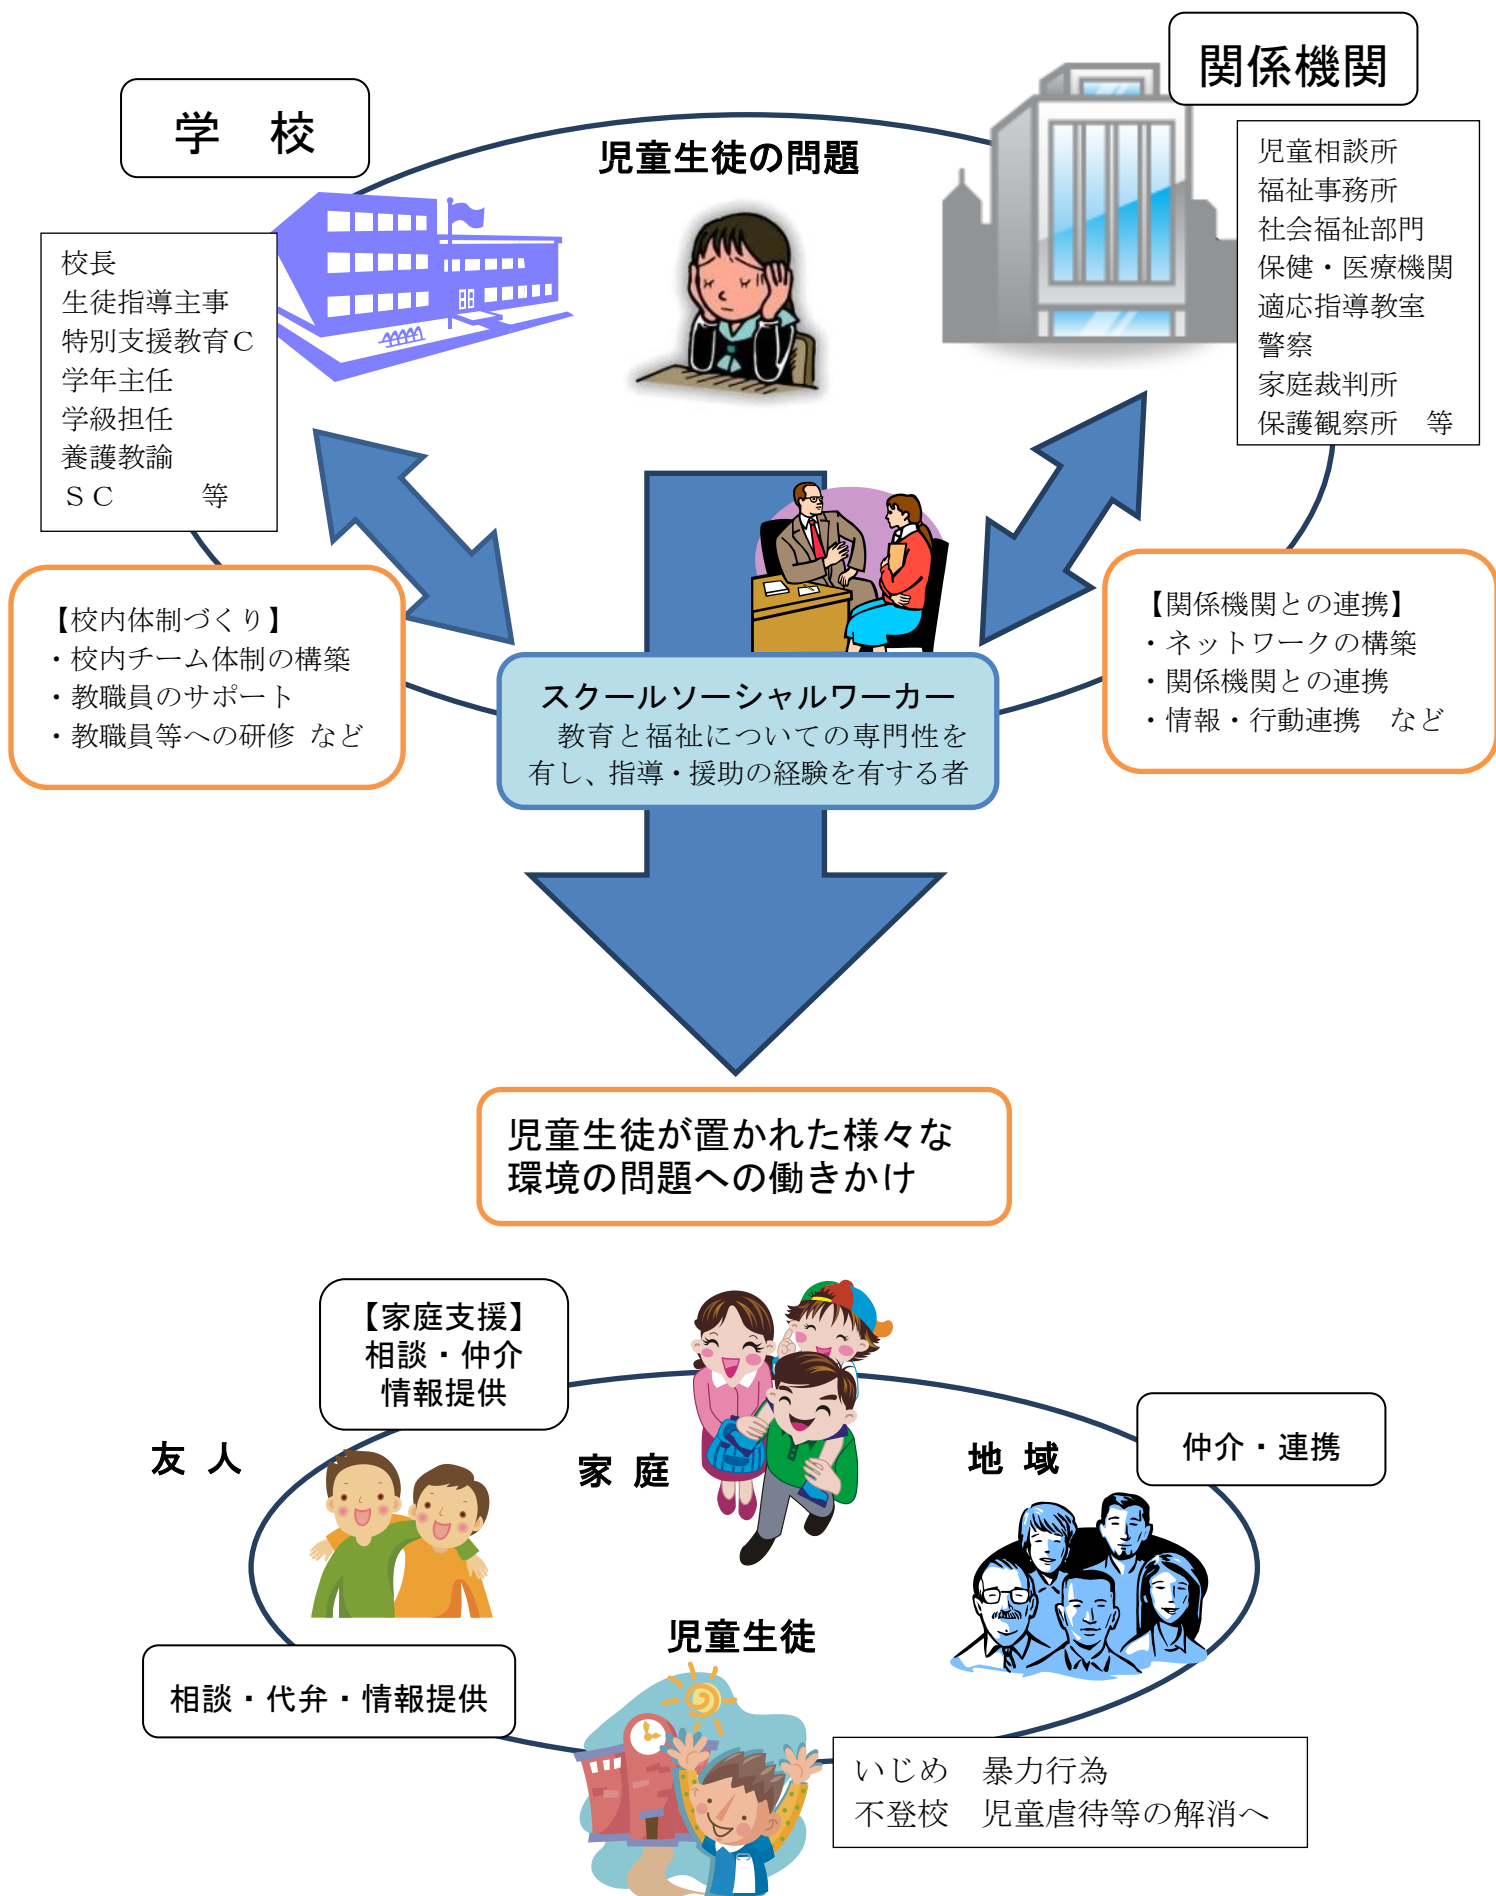 関係機関
学　校
児童生徒の問題
児童相談所
福祉事務所
社会福祉部門
保健・医療機関
適応指導教室
警察
家庭裁判所
保護観察所　等
校長
生徒指導主事
特別支援教育Ｃ
学年主任
学級担任
養護教諭
ＳＣ　　　等
【校内体制づくり】
・校内チーム体制の構築
・教職員のサポート
・教職員等への研修 など
【関係機関との連携】
・ネットワークの構築
・関係機関との連携
・情報・行動連携　など
スクールソーシャルワーカー
教育と福祉についての専門性を
有し、指導・援助の経験を有する者
児童生徒が置かれた様々な
環境の問題への働きかけ
【家庭支援】
相談・仲介
情報提供
友 人
家 庭
地 域
仲介・連携
児童生徒
相談・代弁・情報提供
いじめ　暴力行為
不登校　児童虐待等の解消へ